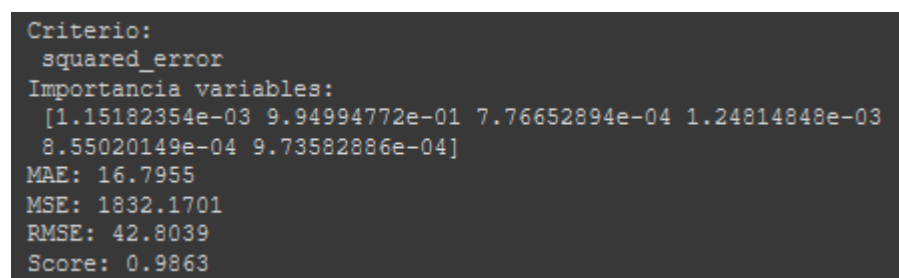 Criterio:
squared_error
Importancia variables:
[1.15182354e-03 9.94994772e-01 7.76652894e-04 1.24814848e-03
8.55020149e-04 9.73582886e-04]
MAE: 16.7955
MSE: 1832.1701
RMSE: 42.8039
Score: 0.9863